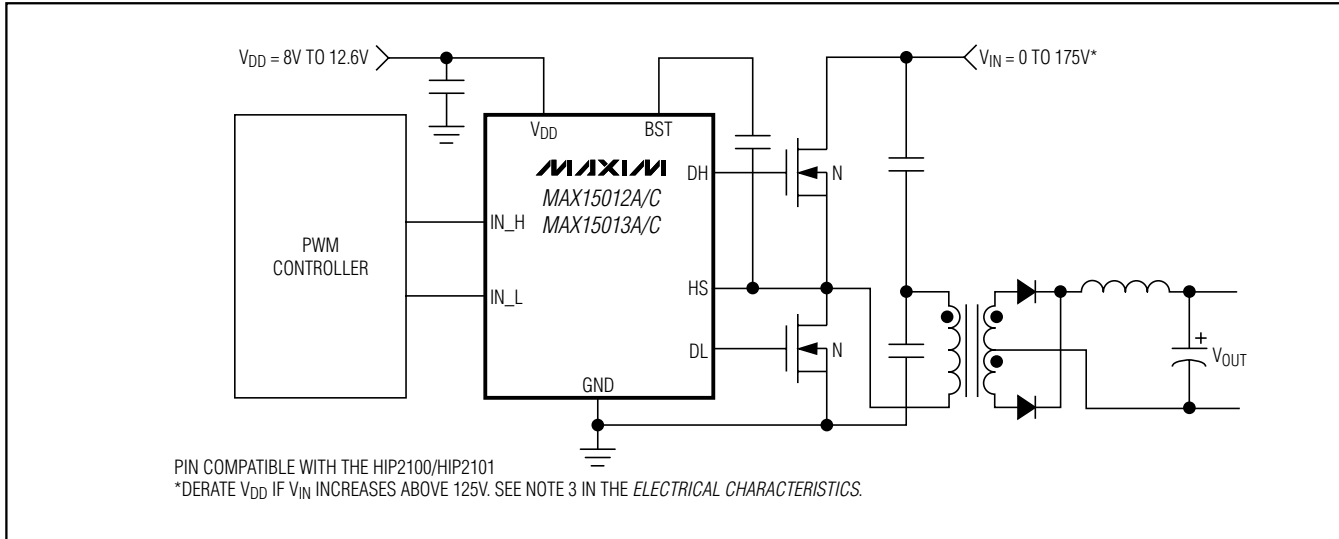 V_DD = 8V TO 12.6V
V_IN = 0 TO 175V*
V_DD
BST
MAXIM
DH
N
MAX15012A/C
MAX15013A/C
IN_H
PWM
CONTROLLER
HS
IN_L
DL
N
+
V_OUT
GND
PIN COMPATIBLE WITH THE HIP2100/HIP2101
*DERATE V_DD IF V_IN INCREASES ABOVE 125V. SEE NOTE 3 IN THE ELECTRICAL CHARACTERISTICS.